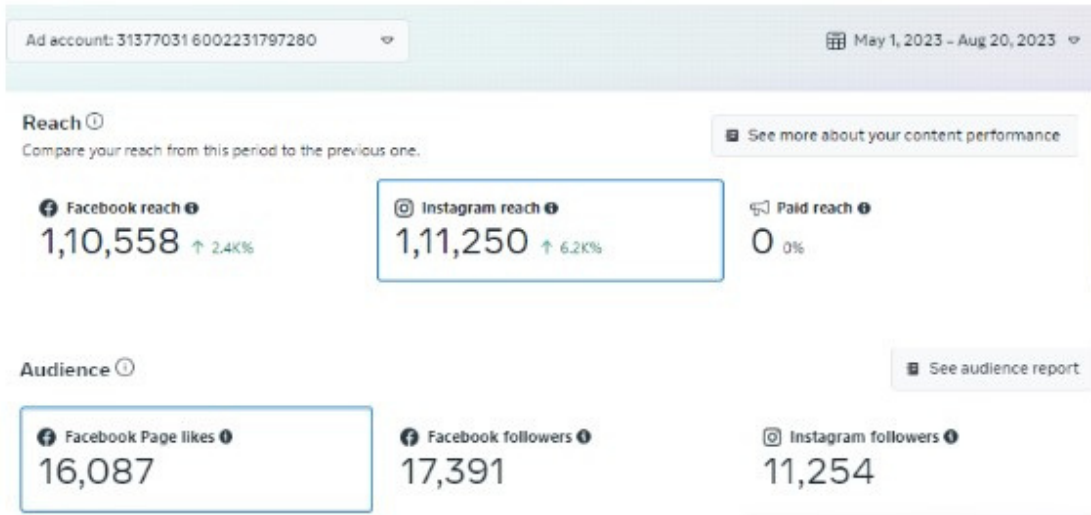 Ad account: 31377031 6002231797280
May 1, 2023 – Aug 20, 2023
Reach
Compare your reach from this period to the previous one.
See more about your content performance
Facebook reach
1,10,558 ↑ 2.4K%
Instagram reach
1,11,250 ↑ 6.2K%
Paid reach
0 0%
Audience
See audience report
Facebook Page likes
16,087
Facebook followers
17,391
Instagram followers
11,254